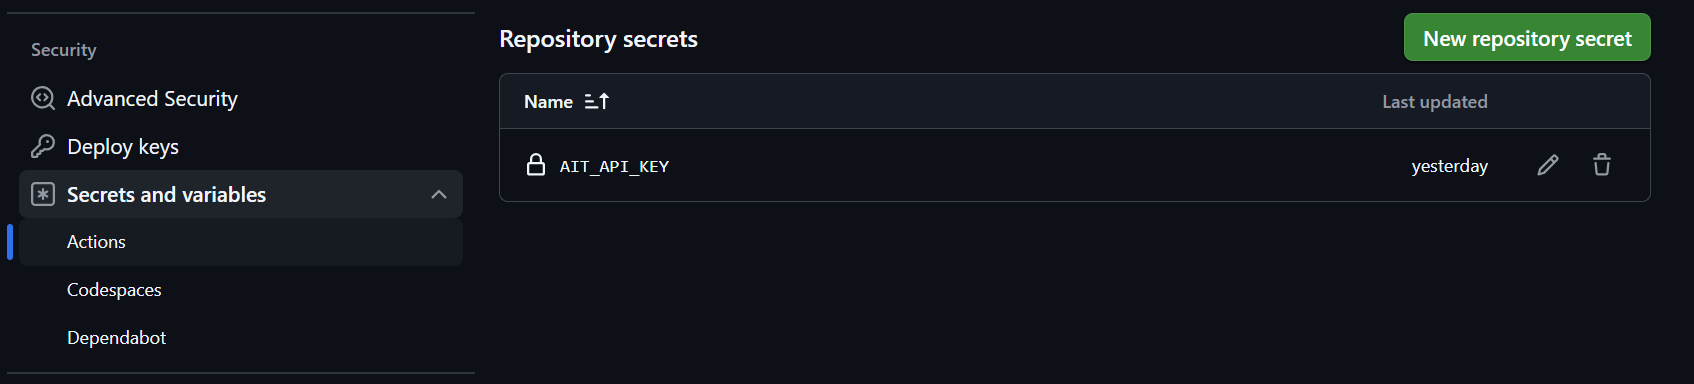 Security
Advanced Security
Deploy keys
Secrets and variables
Actions
Codespaces
Dependabot
Repository secrets
New repository secret
Name
Last updated
AIT_API_KEY
yesterday